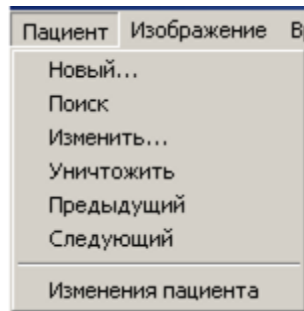 Пациент Изображение В
Новый...
Поиск
Изменить...
Уничтожить
Предыдущий
Следующий
Изменения пациента